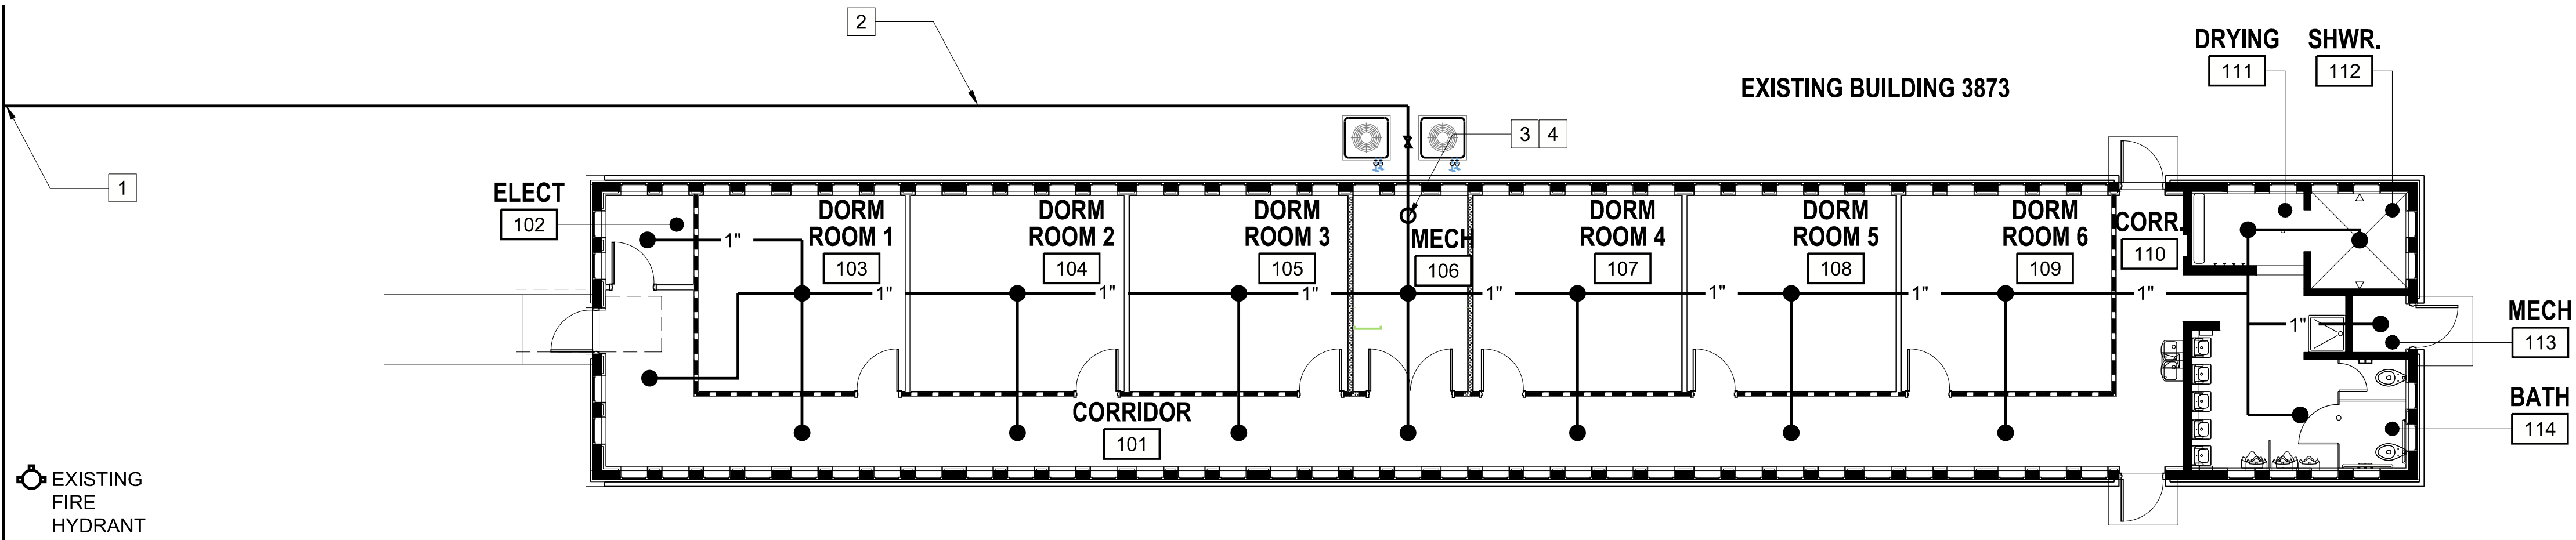 2
DRYING
111
SHWR.
112
EXISTING BUILDING 3873
3 4
1
ELECT
102
DORM
ROOM 1
103
DORM
ROOM 2
104
DORM
ROOM 3
105
MECH
106
DORM
ROOM 4
107
DORM
ROOM 5
108
DORM
ROOM 6
109
CORR.
110
1"
1"
1"
1"
1"
1"
1"
1"
1"
MECH
113
CORRIDOR
101
BATH
114
EXISTING
FIRE
HYDRANT